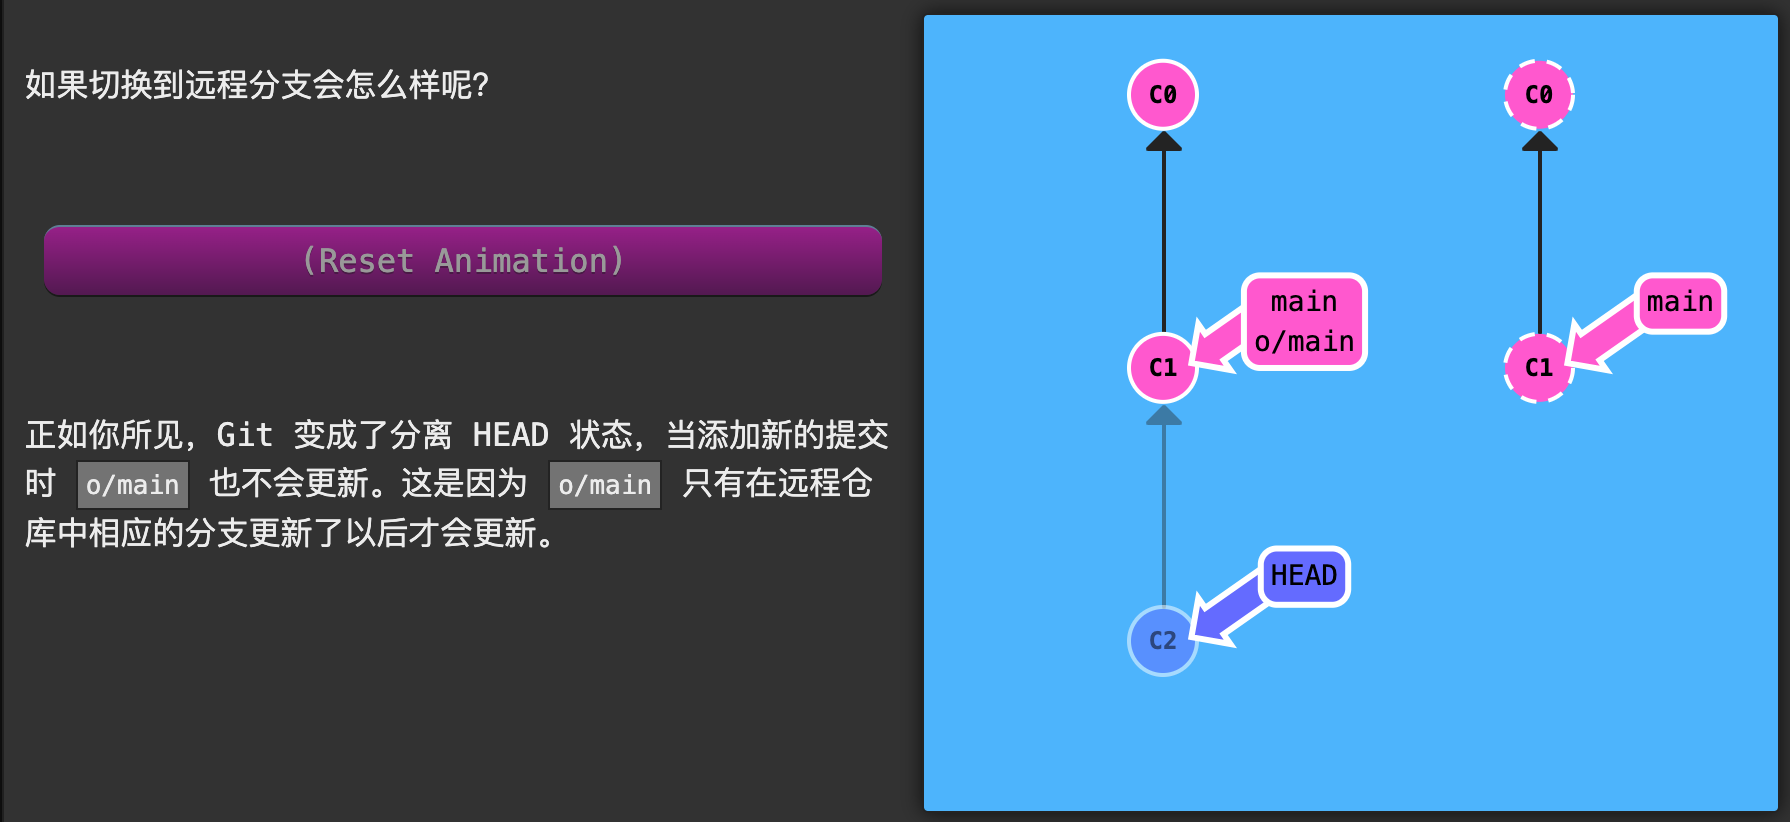 如果切换到远程分支会怎么样呢?
(Reset Animation)
正如你所见，Git 变成了分离 HEAD 状态，当添加新的提交
时 o/main 也不会更新。这是因为 o/main 只有在远程仓
库中相应的分支更新了以后才会更新。
C0
C0
main
o/main
main
C1
C1
HEAD
C2